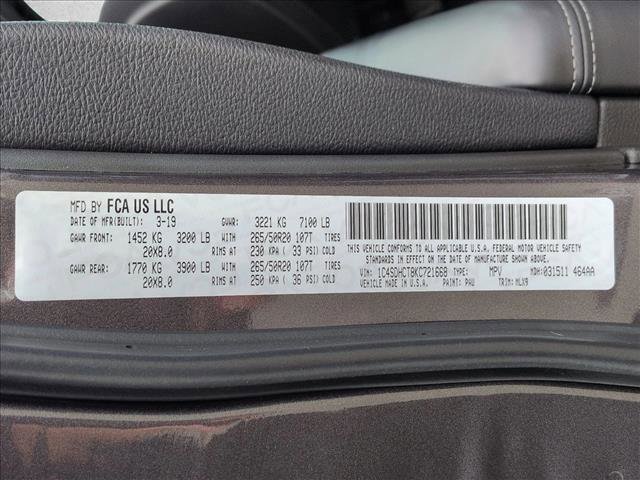 MFD BY FCA US LLC
DATE OF MFR(BUILT): 3-19 GVWR: 3221 KG 7100 LB
GAWR FRONT: 1452 KG 3200 LB WITH 265/50R20 107T TIRES
20X8.0 RIMS AT 230 KPA ( 33 PSI) COLD
GAWR REAR: 1770 KG 3900 LB WITH 265/50R20 107T TIRES
20X8.0 RIMS AT 250 KPA ( 36 PSI) COLD
THIS VEHICLE CONFORMS TO ALL APPLICABLE U.S.A. FEDERAL MOTOR VEHICLE SAFETY
STANDARDS IN EFFECT ON THE DATE OF MANUFACTURE SHOWN ABOVE.
VIN: 1C4SDHCT8KC721668 TYPE: MPV MDH: 031511 464AA
VEHICLE MADE IN U.S.A. PAINT: PAU TRIM: MLX9